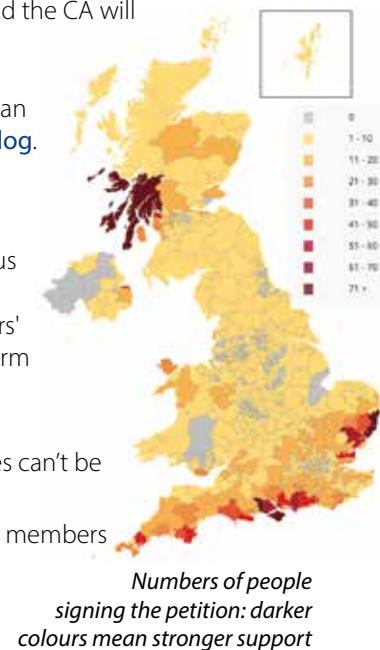 d the CA will
an
log.
us
rs'
rm
es can't be
members
0
1 - 10
11 - 20
21 - 30
31 - 40
41 - 50
51 - 60
61 - 70
71 +
Numbers of people
signing the petition: darker
colours mean stronger support